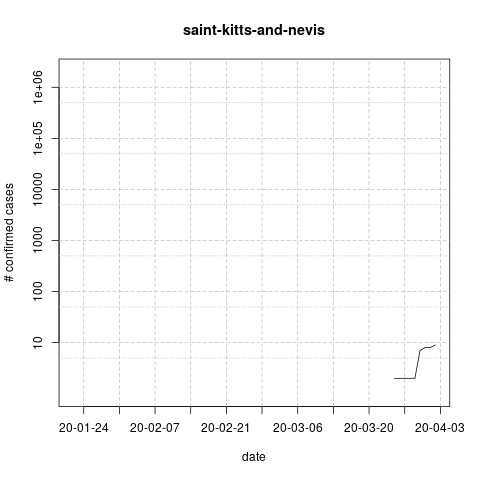 saint-kitts-and-nevis
# confirmed cases
1e+06
1e+05
10000
1000
100
10
20-01-24 20-02-07 20-02-21 20-03-06 20-03-20 20-04-03
date